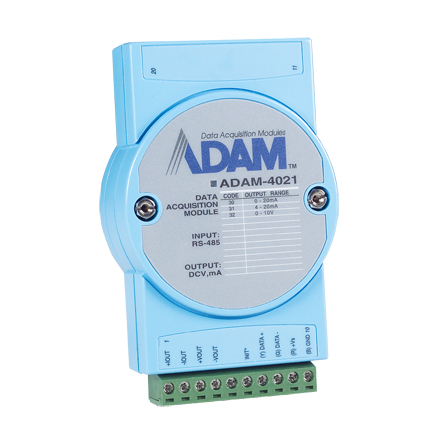 20
11
Data Acquisition Modules
ADAM™
ADAM-4021
DATA ACQUISITION MODULE
CODE OUTPUT RANGE
30 0 - 20mA
31 4 - 20mA
32 0 - 10V
INPUT:
RS-485
OUTPUT:
DCV,mA
+IOUT 1
-IOUT
+VOUT
-VOUT
INIT*
(Y) DATA +
(G) DATA -
(R) +Vs
(B) GND 10